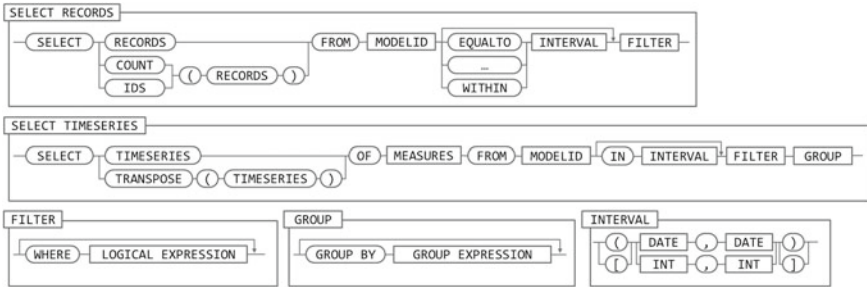 SELECT RECORDS
SELECT RECORDS FROM MODELID EQUALTO INTERVAL FILTER
COUNT ( RECORDS ) …
IDS WITHIN
SELECT TIMESERIES
SELECT TIMESERIES OF MEASURES FROM MODELID IN INTERVAL FILTER GROUP
TRANSPOSE ( TIMESERIES )
FILTER GROUP INTERVAL
WHERE LOGICAL EXPRESSION GROUP BY GROUP EXPRESSION ( DATE , DATE )
[ INT , INT ]